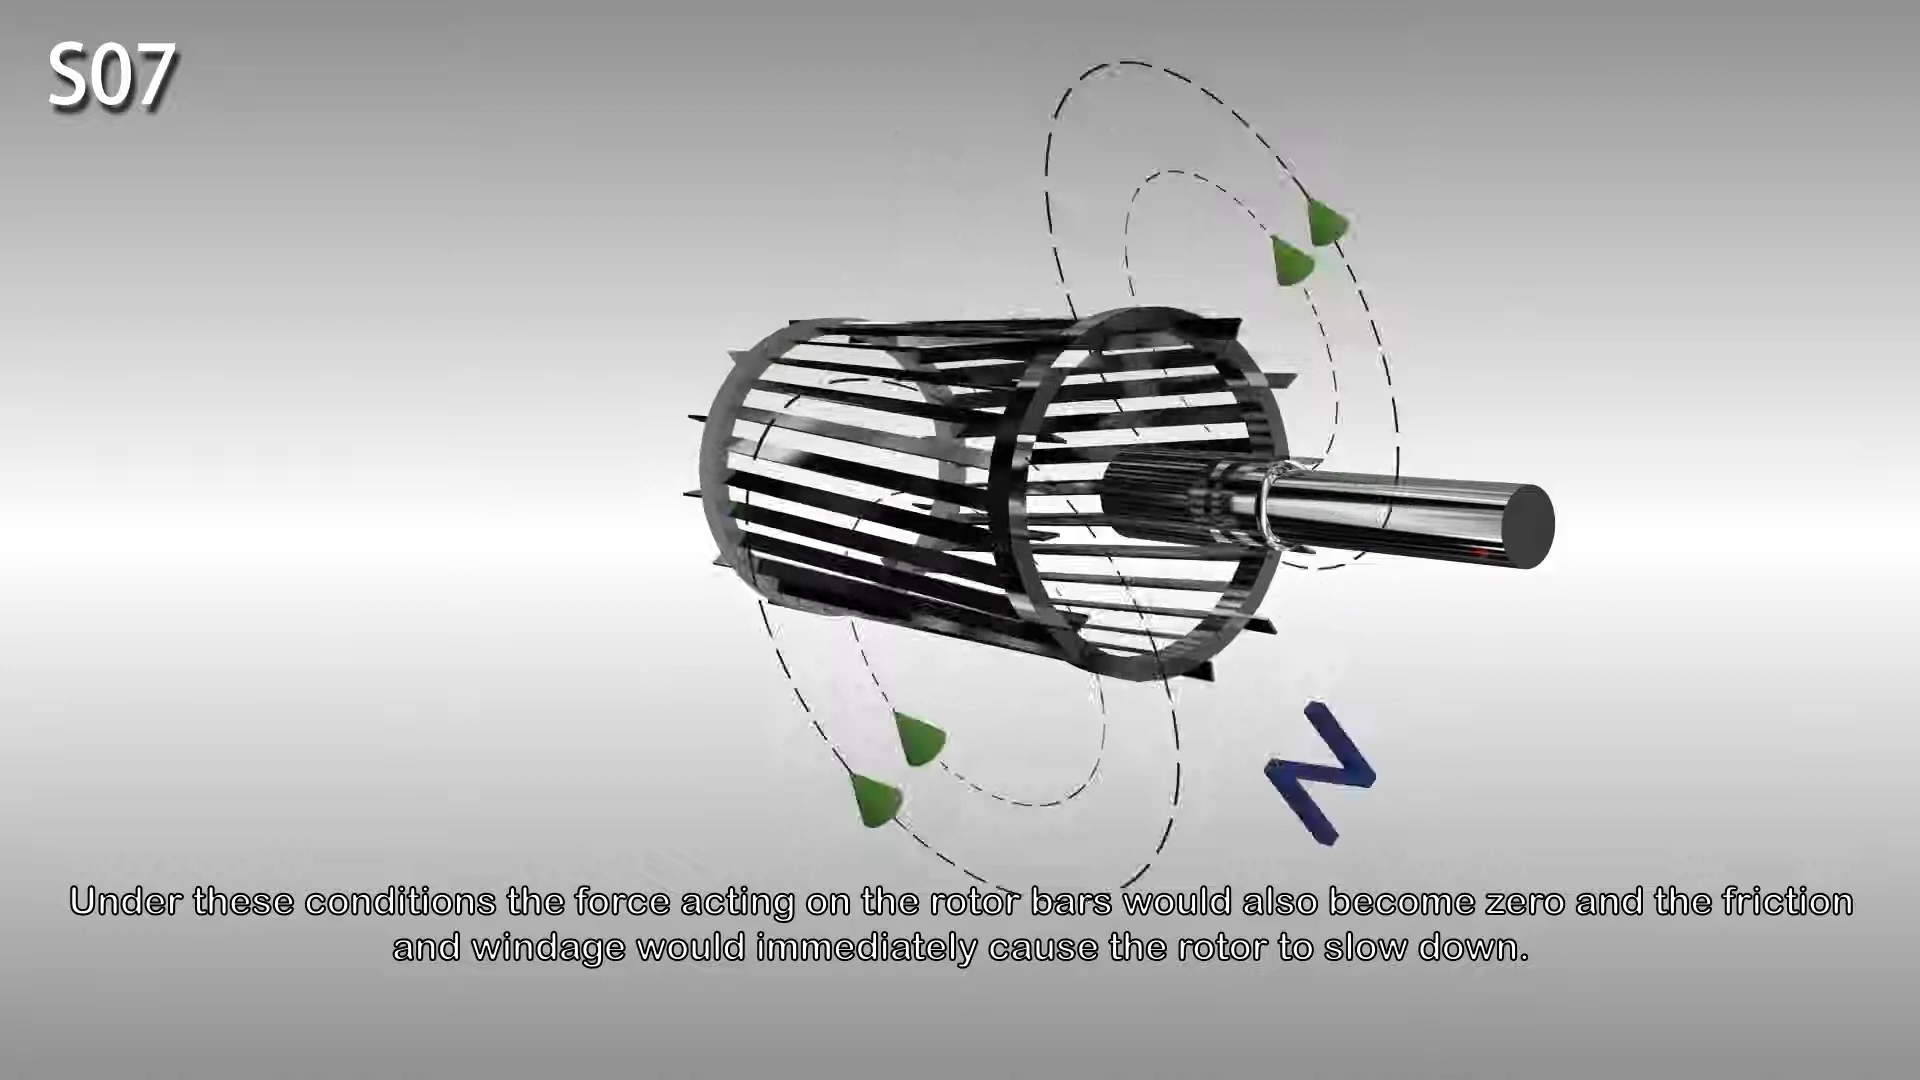 S07
N
Under these conditions the force acting on the rotor bars would also become zero and the friction
and windage would immediately cause the rotor to slow down.